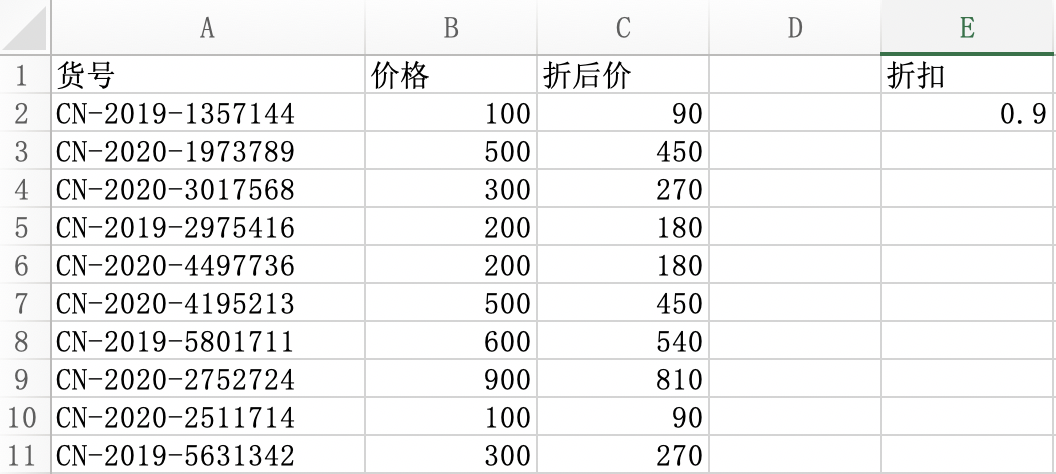 A B C D E
1 货号 价格 折后价 折扣
2 CN-2019-1357144 100 90 0.9
3 CN-2020-1973789 500 450
4 CN-2020-3017568 300 270
5 CN-2019-2975416 200 180
6 CN-2020-4497736 200 180
7 CN-2020-4195213 500 450
8 CN-2019-5801711 600 540
9 CN-2020-2752724 900 810
10 CN-2020-2511714 100 90
11 CN-2019-5631342 300 270